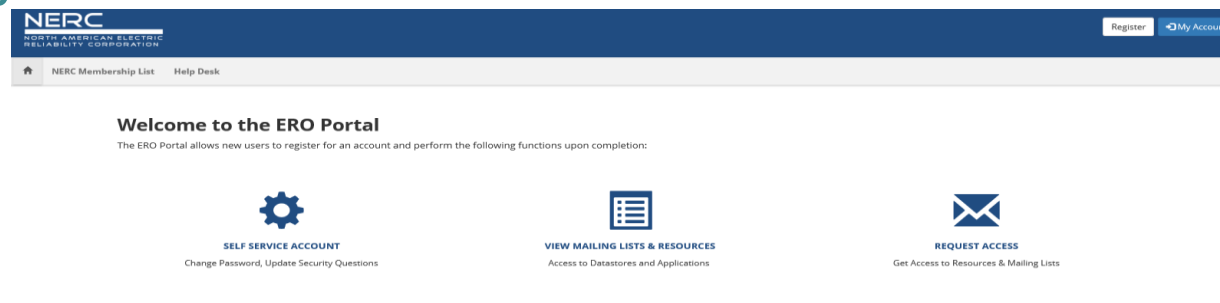 NERC
NORTH AMERICAN ELECTRIC
RELIABILITY CORPORATION
Register
My Accou
NERC Membership List Help Desk
Welcome to the ERO Portal
The ERO Portal allows new users to register for an account and perform the following functions upon completion:
SELF SERVICE ACCOUNT
Change Password, Update Security Questions
VIEW MAILING LISTS & RESOURCES
Access to Datastores and Applications
REQUEST ACCESS
Get Access to Resources & Mailing Lists